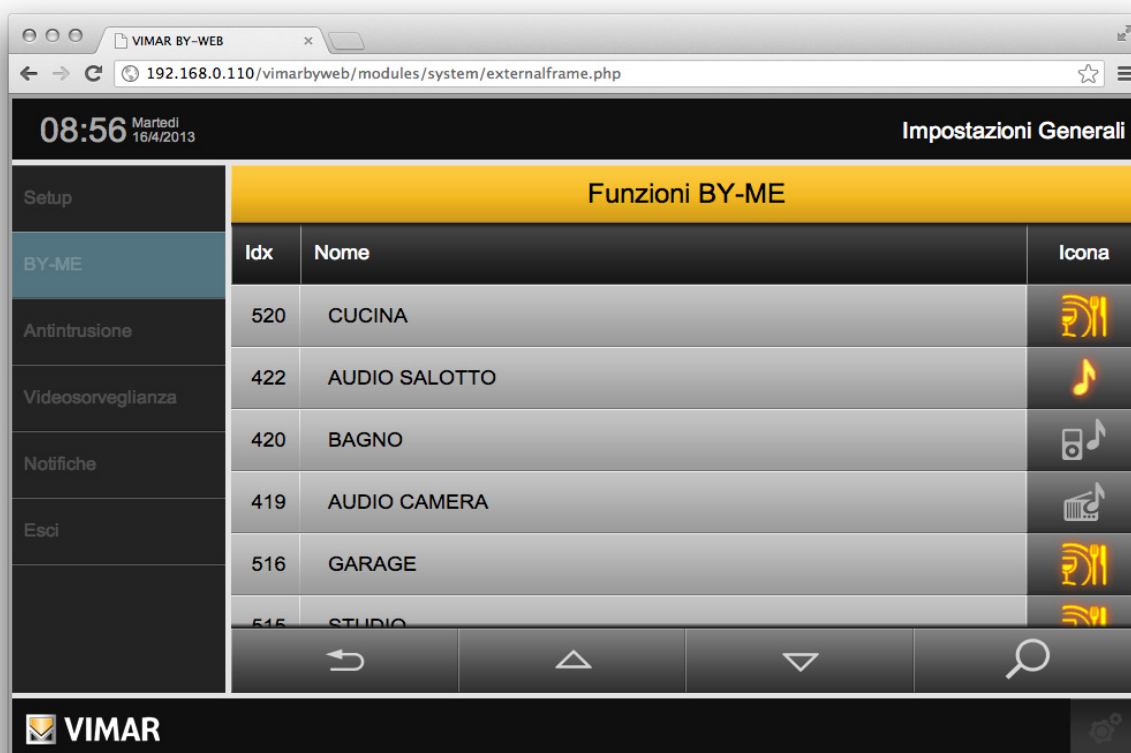 VIMAR BY-WEB
192.168.0.110/vimarbyweb/modules/system/externalframe.php
08:56 Martedì
16/4/2013
Impostazioni Generali
Setup
BY-ME
Antintrusione
Videosorveglianza
Notifiche
Esci
Funzioni BY-ME
Idx Nome Icona
520 CUCINA
422 AUDIO SALOTTO
420 BAGNO
419 AUDIO CAMERA
516 GARAGE
515 STUDIO
VIMAR